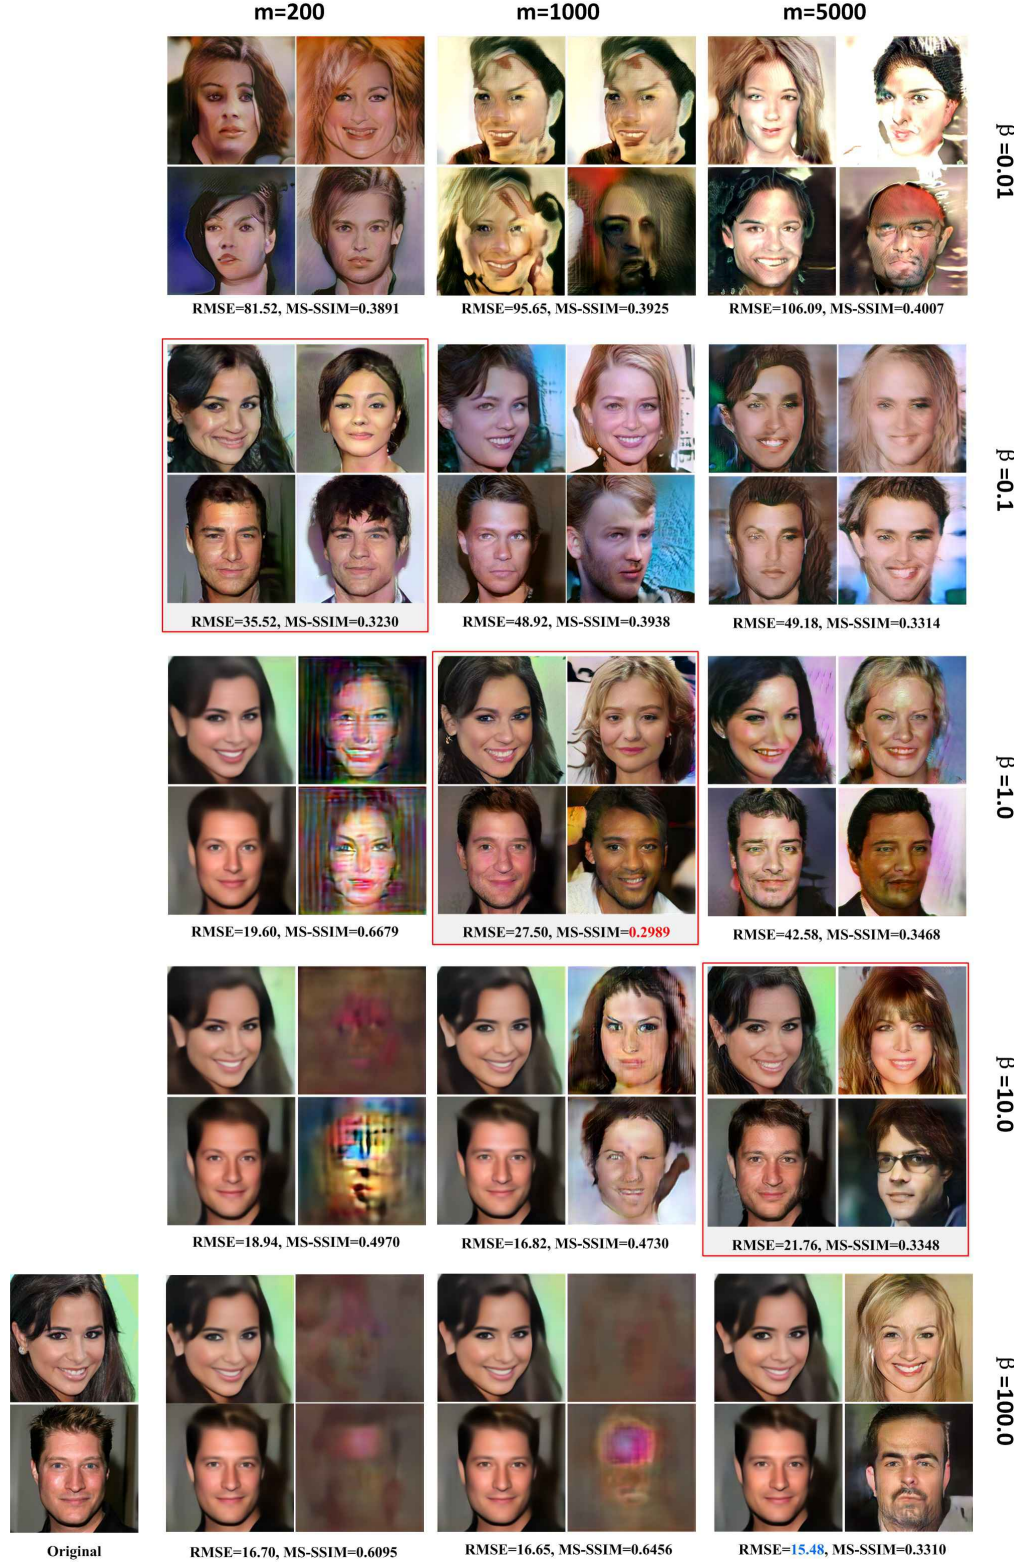 m=200 m=1000 m=5000
β =0.01
RMSE=81.52, MS-SSIM=0.3891 RMSE=95.65, MS-SSIM=0.3925 RMSE=106.09, MS-SSIM=0.4007
β =0.1
RMSE=35.52, MS-SSIM=0.3230 RMSE=48.92, MS-SSIM=0.3938 RMSE=49.18, MS-SSIM=0.3314
β =1.0
RMSE=19.60, MS-SSIM=0.6679 RMSE=27.50, MS-SSIM=0.2989 RMSE=42.58, MS-SSIM=0.3468
β =10.0
RMSE=18.94, MS-SSIM=0.4970 RMSE=16.82, MS-SSIM=0.4730 RMSE=21.76, MS-SSIM=0.3348
β =100.0
Original RMSE=16.70, MS-SSIM=0.6095 RMSE=16.65, MS-SSIM=0.6456 RMSE=15.48, MS-SSIM=0.3310